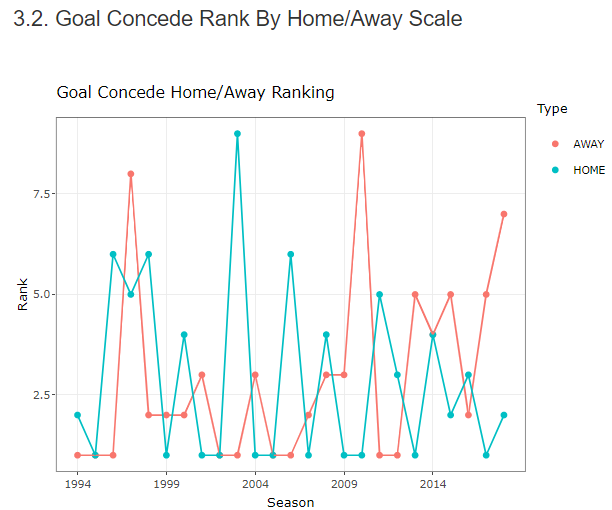 3.2. Goal Concede Rank By Home/Away Scale
Goal Concede Home/Away Ranking
Type
AWAY
HOME
7.5
5.0
2.5
Rank
1994 1999 2004 2009 2014
Season